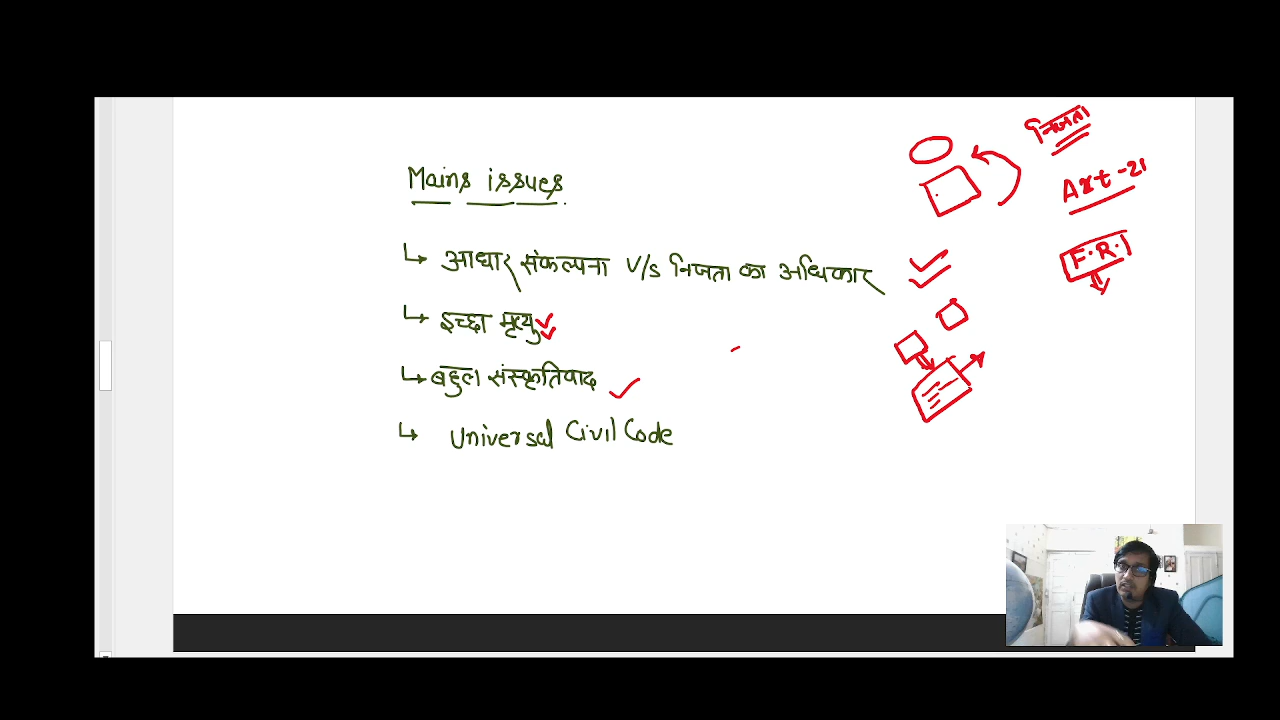 Mains issues
↳ आधार संकल्पना V/s निजता का अधिकार
↳ इच्छा मृत्यु
↳ बहुल संस्कृतिवाद
↳ Universal Civil Code
निजता
Art-21
F.R.